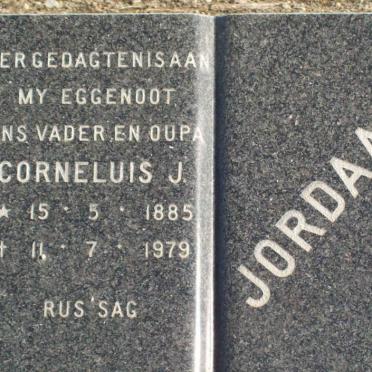 ER GEDAGTENIS AAN
MY EGGENOOT
NS VADER EN OUPA
CORNELUIS J.
★ 15 · 5 · 1885
† 11 · 7 · 1979
RUS SAG
JORDAA